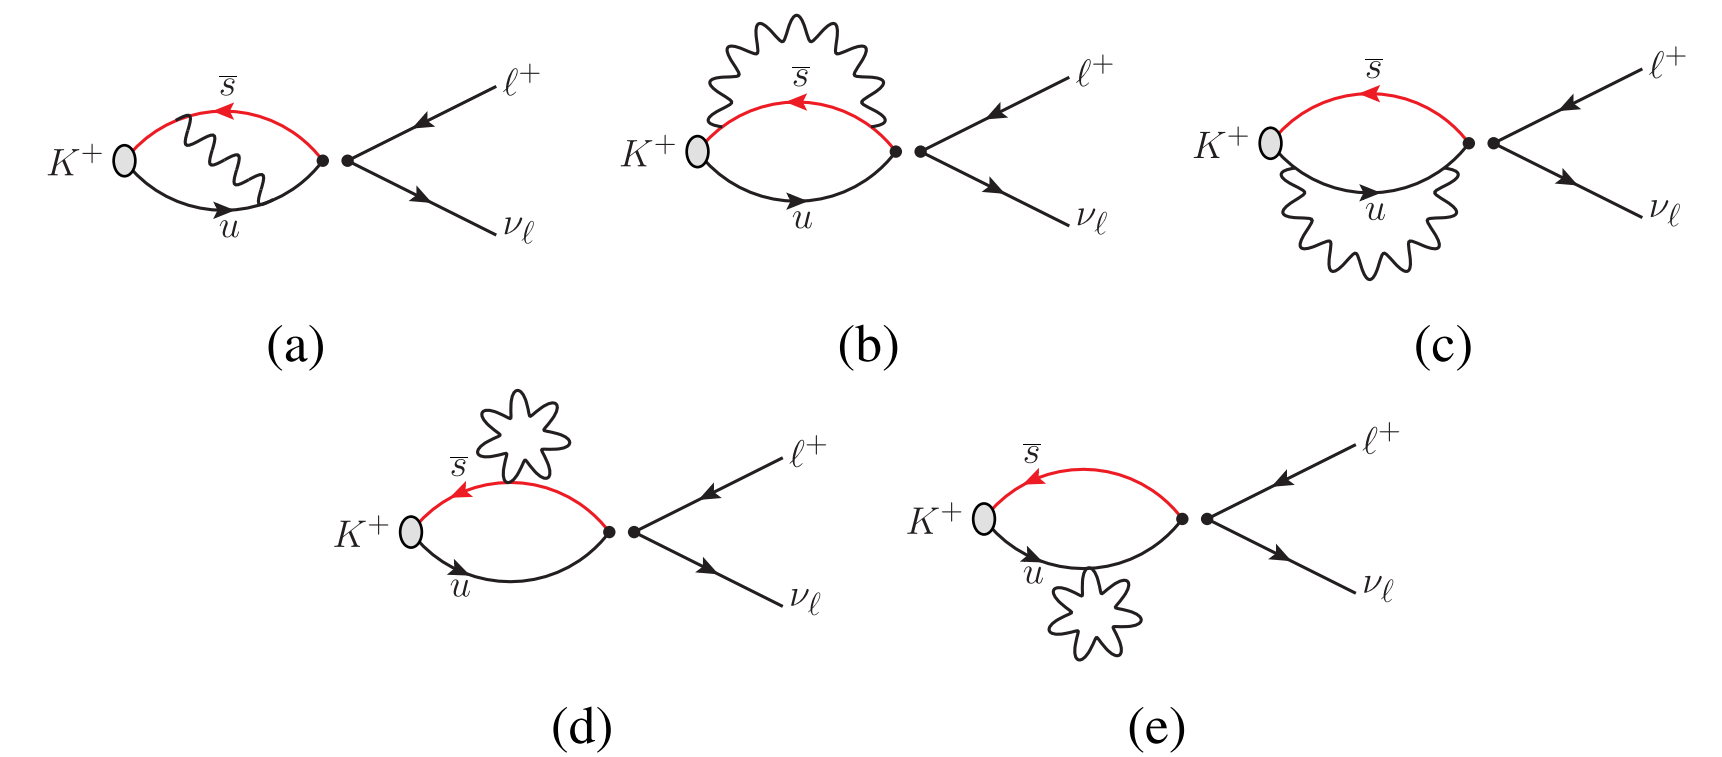 s̅ ℓ⁺ s̅ ℓ⁺ s̅ ℓ⁺
K⁺ K⁺ K⁺
u ν_ℓ u ν_ℓ u ν_ℓ
(a) (b) (c)
s̅ ℓ⁺ s̅ ℓ⁺
K⁺ K⁺
u ν_ℓ u ν_ℓ
(d) (e)